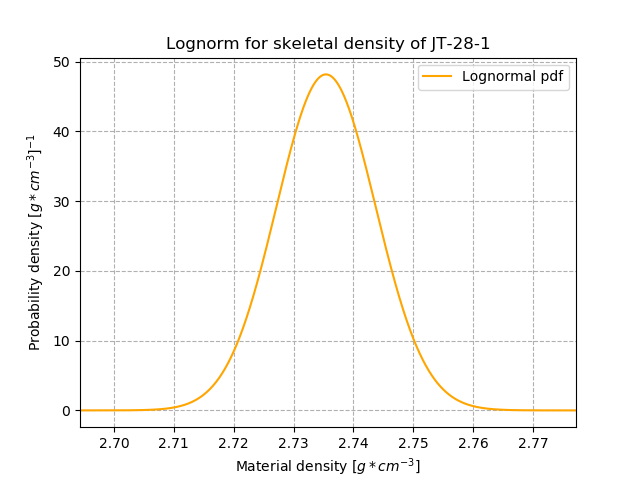 Lognorm for skeletal density of JT-28-1
Lognormal pdf
Probability density [g * cm⁻³]⁻¹
50
40
30
20
10
0
2.70 2.71 2.72 2.73 2.74 2.75 2.76 2.77
Material density [g * cm⁻³]